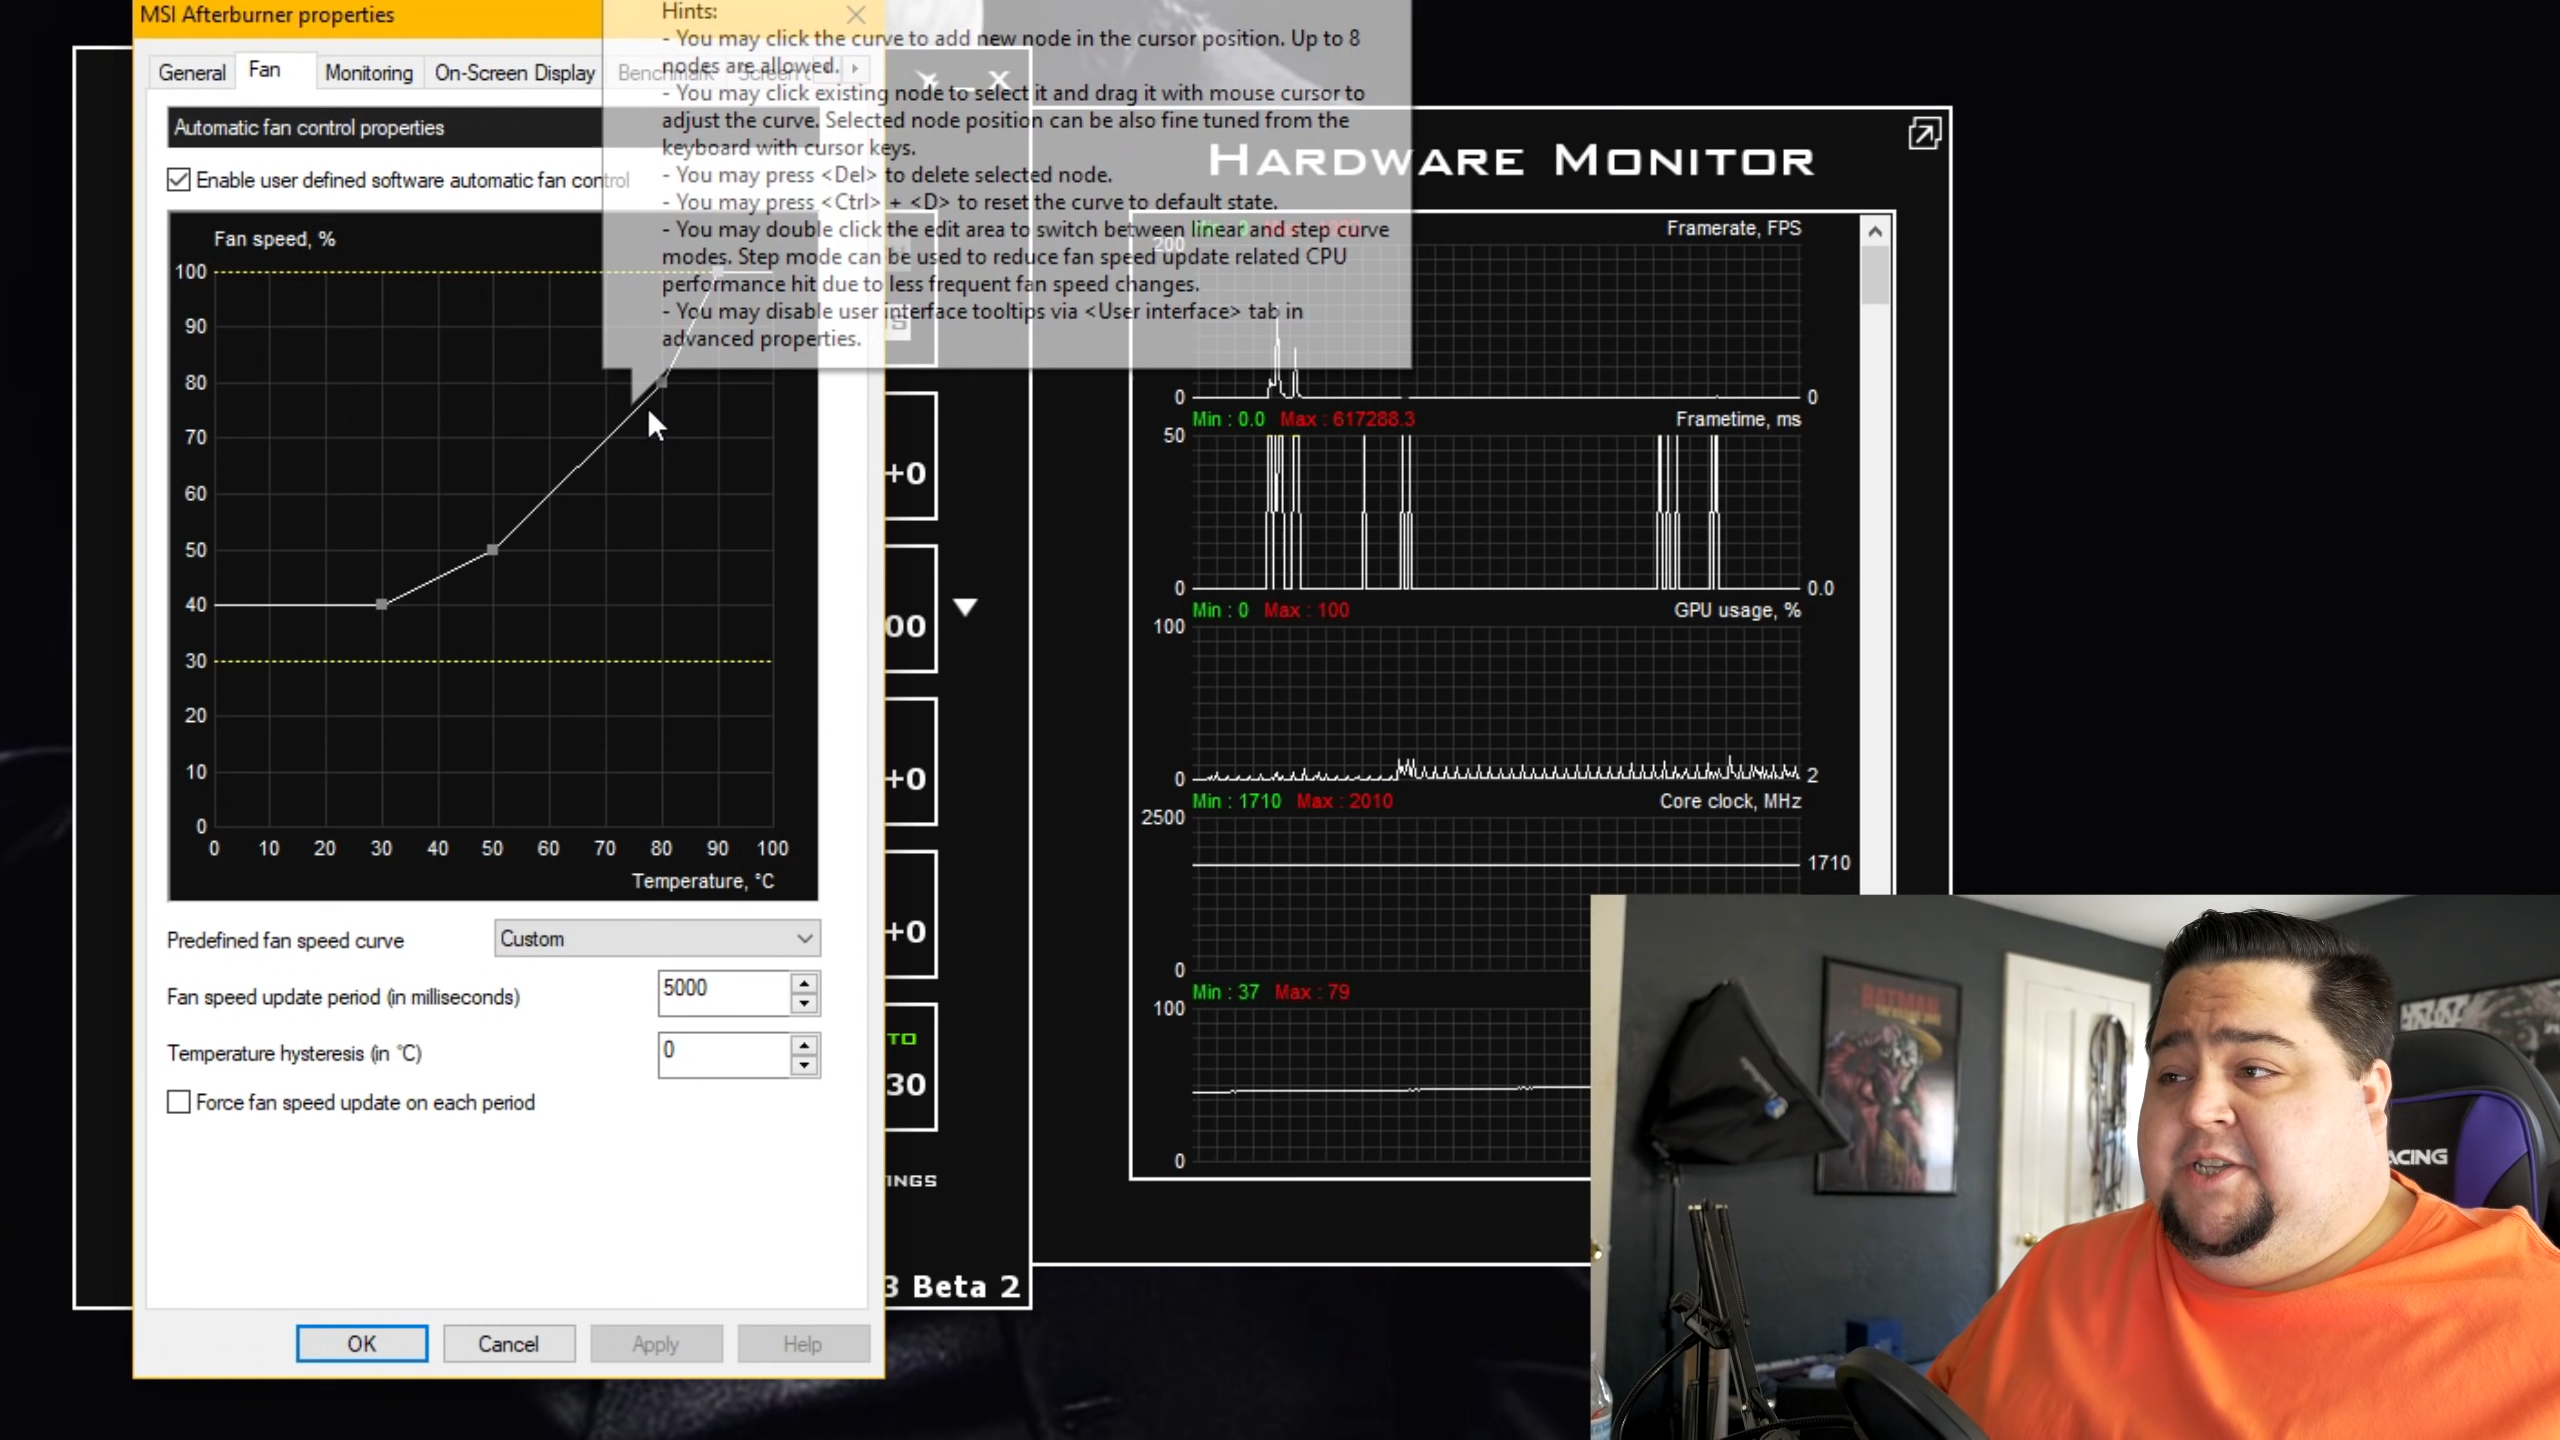 MSI Afterburner properties
General Fan Monitoring On-Screen Display Benchmark
Automatic fan control properties
Enable user defined software automatic fan control
Fan speed, %
100
90
80
70
60
50
40
30
20
10
0
0 10 20 30 40 50 60 70 80 90 100
Temperature, °C
Predefined fan speed curve Custom
Fan speed update period (in milliseconds) 5000
Temperature hysteresis (in °C) 0
Force fan speed update on each period
OK Cancel Apply Help
Hints:
- You may click the curve to add new node in the cursor position. Up to 8
nodes are allowed.
- You may click existing node to select it and drag it with mouse cursor to
adjust the curve. Selected node position can be also fine tuned from the
keyboard with cursor keys.
- You may press <Del> to delete selected node.
- You may press <Ctrl> + <D> to reset the curve to default state.
- You may double click the edit area to switch between linear and step curve
modes. Step mode can be used to reduce fan speed update related CPU
performance hit due to less frequent fan speed changes.
- You may disable user interface tooltips via <User interface> tab in
advanced properties.
+0
00
+0
+0
TO
30
INGS
3 Beta 2
HARDWARE MONITOR
Framerate, FPS
200
0 0
Min : 0.0 Max : 617288.3 Frametime, ms
50
0 0.0
Min : 0 Max : 100 GPU usage, %
100
0 2
Min : 1710 Max : 2010 Core clock, MHz
2500
1710
0
Min : 37 Max : 79
100
0
BATMAN
ACING